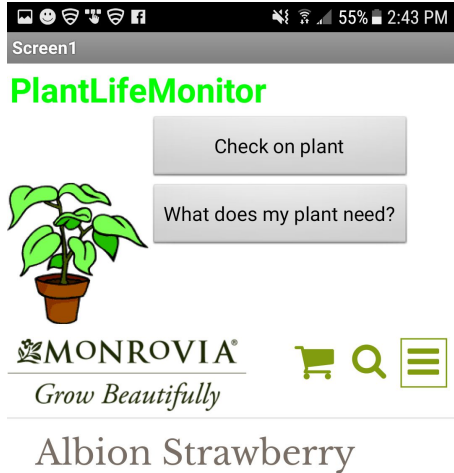 55% 2:43 PM
Screen1
PlantLifeMonitor
Check on plant
What does my plant need?
MONROVIA®
Grow Beautifully
Albion Strawberry